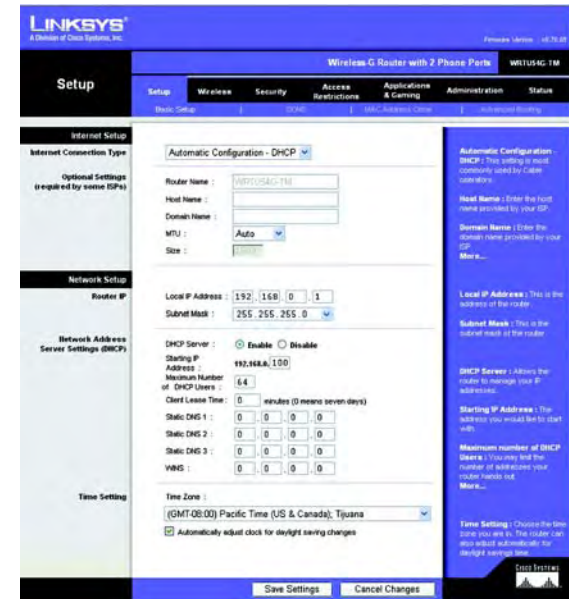 LINKSYS®
A Division of Cisco Systems, Inc.
Firmware Version :
Wireless-G Router with 2 Phone Ports WRTU54G-TM
Setup
Setup Wireless Security Access Restrictions Applications & Gaming Administration Status
Basic Setup | DDNS | MAC Address Clone | Advanced Routing
Internet Setup
Internet Connection Type
Automatic Configuration - DHCP
Optional Settings
(required by some ISPs)
Router Name : WRTU54G-TM
Host Name :
Domain Name :
MTU : Auto
Size :
Network Setup
Router IP
Local IP Address : 192 . 168 . 0 . 1
Subnet Mask : 255.255.255.0
Network Address
Server Settings (DHCP)
DHCP Server : Enable Disable
Starting IP
Address : 192.168.0. 100
Maximum Number
of DHCP Users : 64
Client Lease Time : 0 minutes (0 means seven days)
Static DNS 1 : 0 . 0 . 0 . 0
Static DNS 2 : 0 . 0 . 0 . 0
Static DNS 3 : 0 . 0 . 0 . 0
WINS : 0 . 0 . 0 . 0
Time Setting
Time Zone :
(GMT-08:00) Pacific Time (US & Canada); Tijuana
Automatically adjust clock for daylight saving changes
Save Settings Cancel Changes
Automatic Configuration -
DHCP : This setting is most
commonly used by Cable
operators.
Host Name : Enter the host
name provided by your ISP.
Domain Name : Enter the
domain name provided by your
ISP.
More...
Local IP Address : This is the
address of the router.
Subnet Mask : This is the
subnet mask of the router.
DHCP Server : Allows the
router to manage your IP
addresses.
Starting IP Address : The
address you would like to start
with.
Maximum number of DHCP
Users : You may limit the
number of addresses your
router hands out.
More...
Time Setting : Choose the time
zone you are in. The router can
also adjust automatically for
daylight savings time.
CISCO SYSTEMS